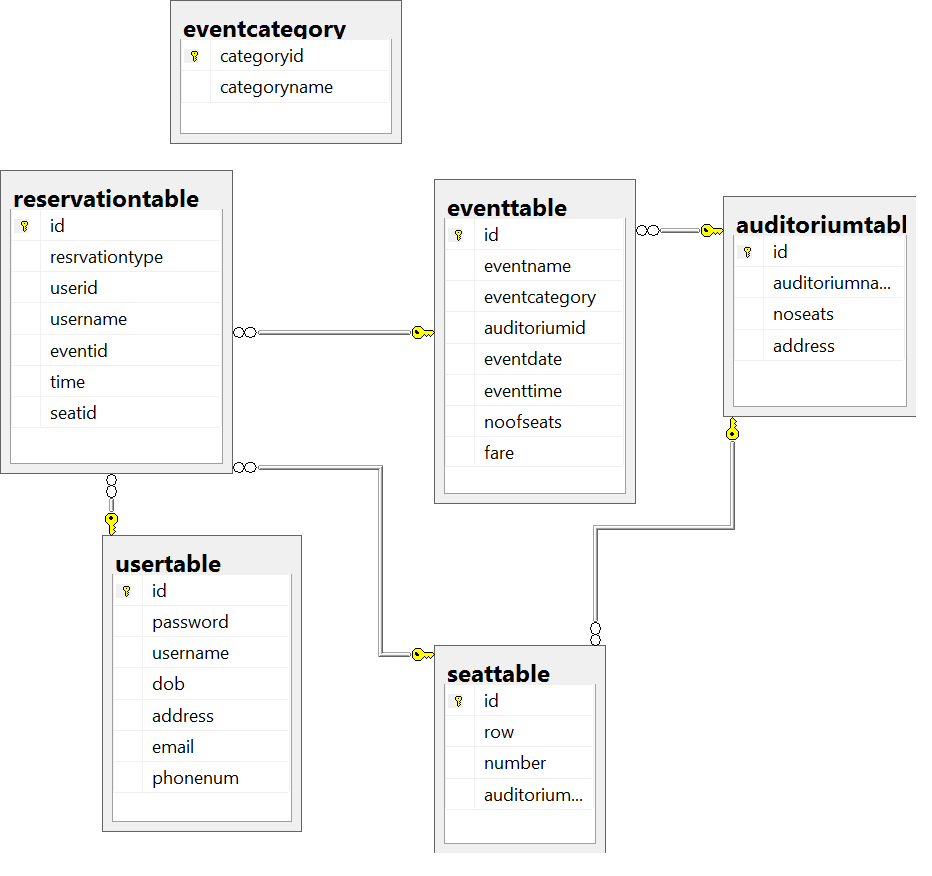 eventcategory
categoryid
categoryname
reservationtable
id
resrvationtype
userid
username
eventid
time
seatid
eventtable
id
eventname
eventcategory
auditoriumid
eventdate
eventtime
noofseats
fare
auditoriumtabl
id
auditoriumna...
noseats
address
usertable
id
password
username
dob
address
email
phonenum
seattable
id
row
number
auditorium...